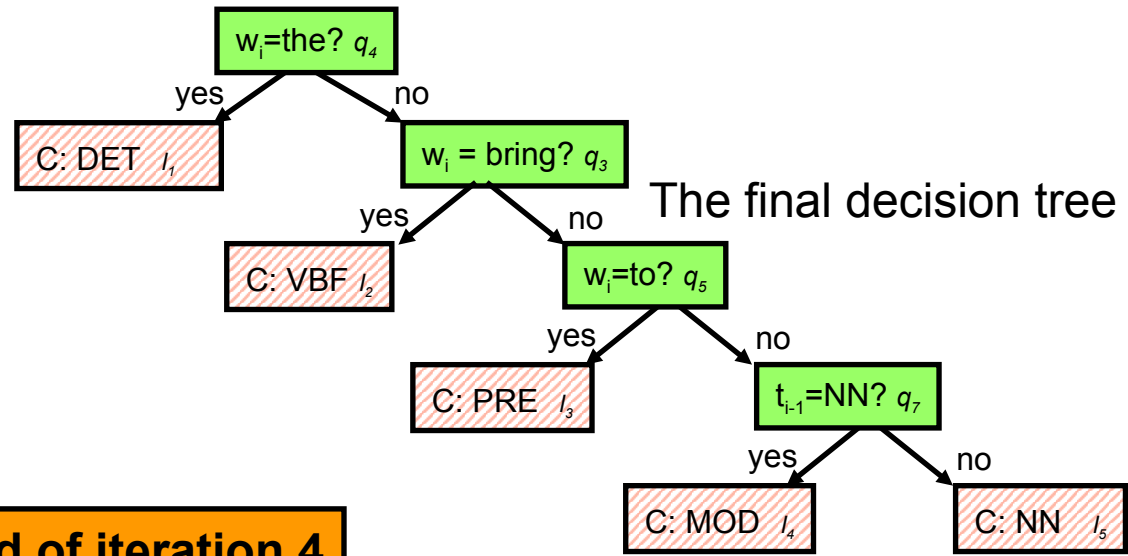 wᵢ=the? q₄
yes
no
C: DET l₁
wᵢ = bring? q₃
The final decision tree
yes
no
C: VBF l₂
wᵢ=to? q₅
yes
no
C: PRE l₃
tᵢ₋₁=NN? q₇
yes
no
C: MOD l₄
C: NN l₅
of iteration 4